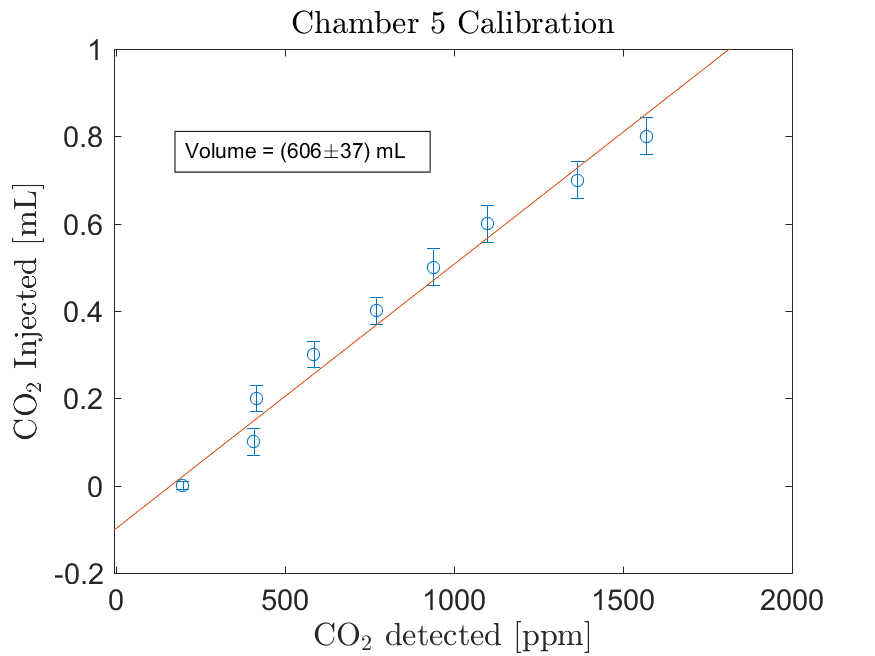 Chamber 5 Calibration
1
0.8
0.6
0.4
0.2
0
-0.2
CO₂ Injected [mL]
Volume = (606±37) mL
0 500 1000 1500 2000
CO₂ detected [ppm]